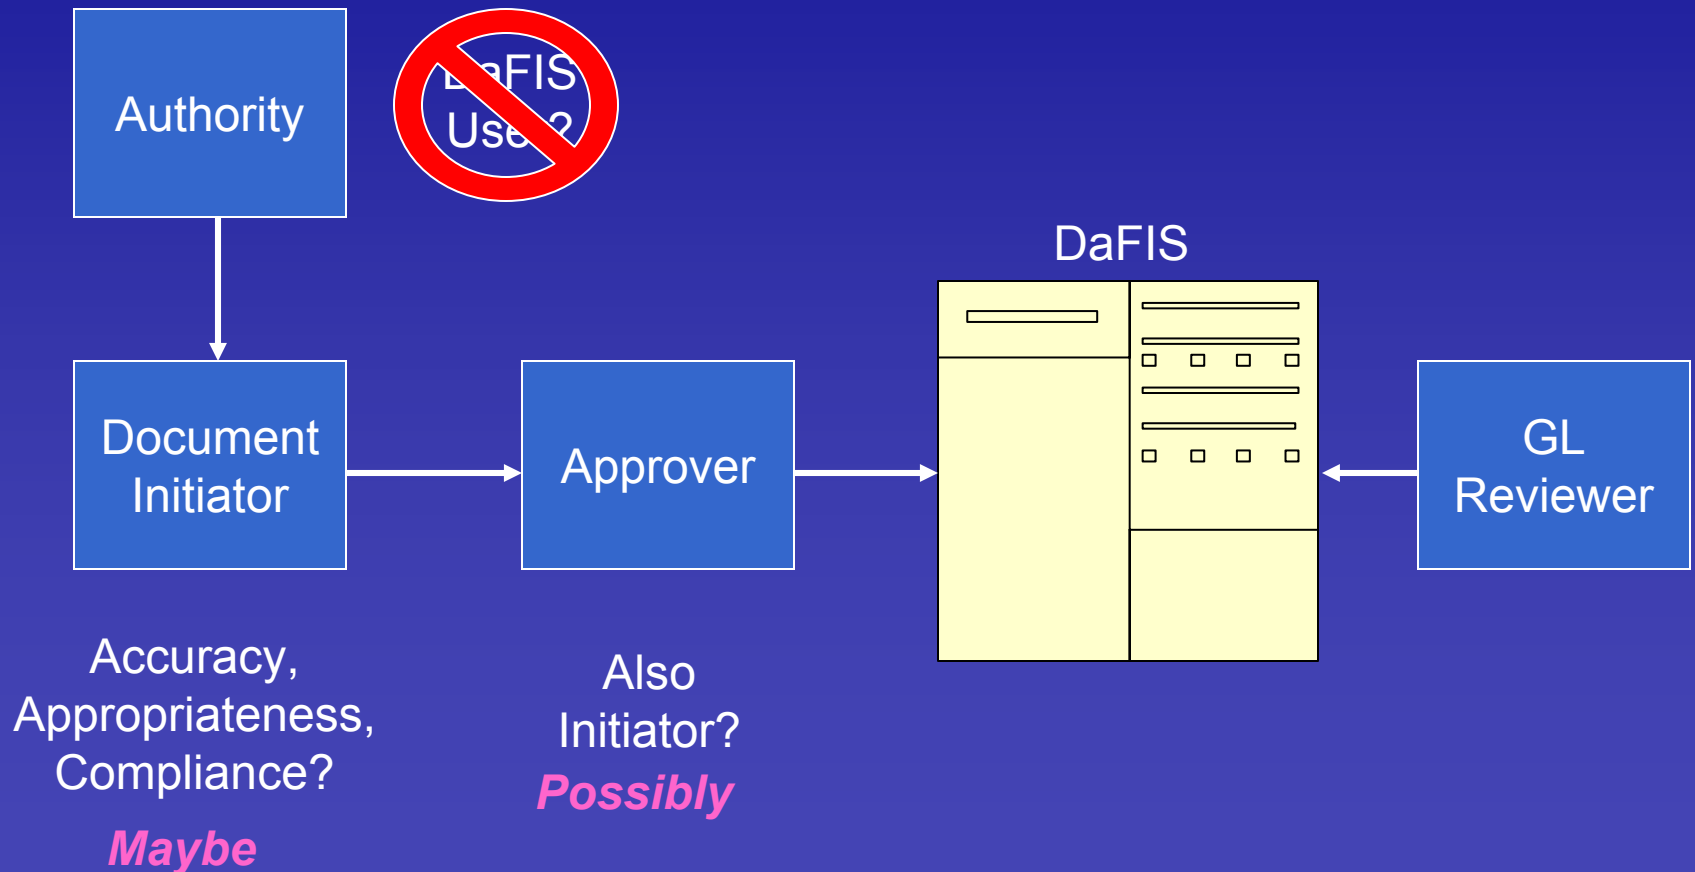 Authority
DaFIS
User?
DaFIS
Document
Initiator
Approver
GL
Reviewer
Accuracy,
Appropriateness,
Compliance?
Maybe
Also
Initiator?
Possibly